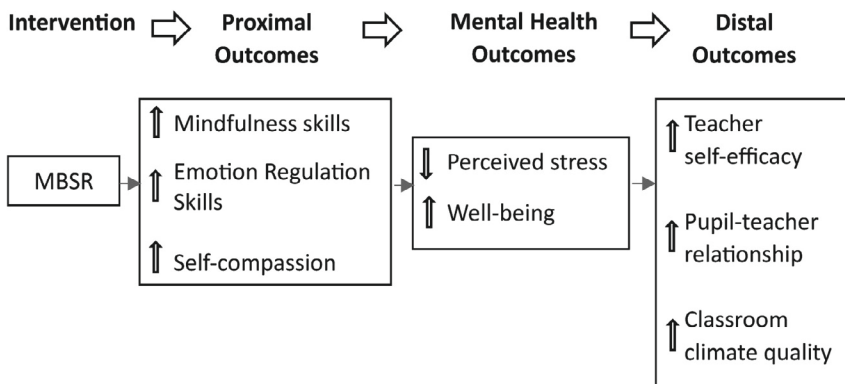 Intervention
Proximal
Outcomes
Mental Health
Outcomes
Distal
Outcomes
MBSR
Mindfulness skills
Emotion Regulation
Skills
Self-compassion
Perceived stress
Well-being
Teacher
self-efficacy
Pupil-teacher
relationship
Classroom
climate quality